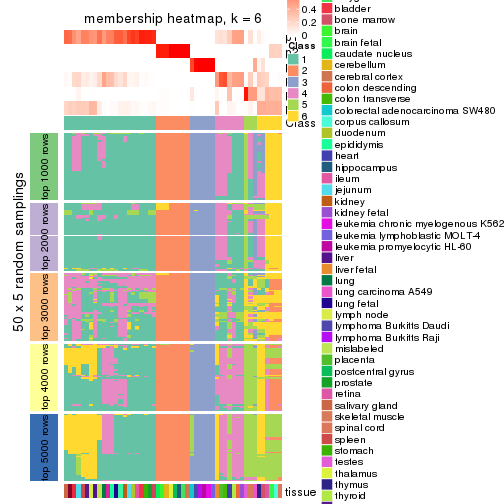 membership heatmap, k = 6
50 x 5 random samplings
top 1000 rows
top 2000 rows
top 3000 rows
top 4000 rows
top 5000 rows
0.4
0.2
0
Class
1
2
3
4
5
6
Class
tissue
bladder
bone marrow
brain
brain fetal
caudate nucleus
cerebellum
cerebral cortex
colon descending
colon transverse
colorectal adenocarcinoma SW480
corpus callosum
duodenum
epididymis
heart
hippocampus
ileum
jejunum
kidney
kidney fetal
leukemia chronic myelogenous K562
leukemia lymphoblastic MOLT-4
leukemia promyelocytic HL-60
liver
liver fetal
lung
lung carcinoma A549
lung fetal
lymph node
lymphoma Burkitts Daudi
lymphoma Burkitts Raji
mislabeled
placenta
postcentral gyrus
prostate
retina
salivary gland
skeletal muscle
spinal cord
spleen
stomach
testes
thalamus
thymus
thyroid